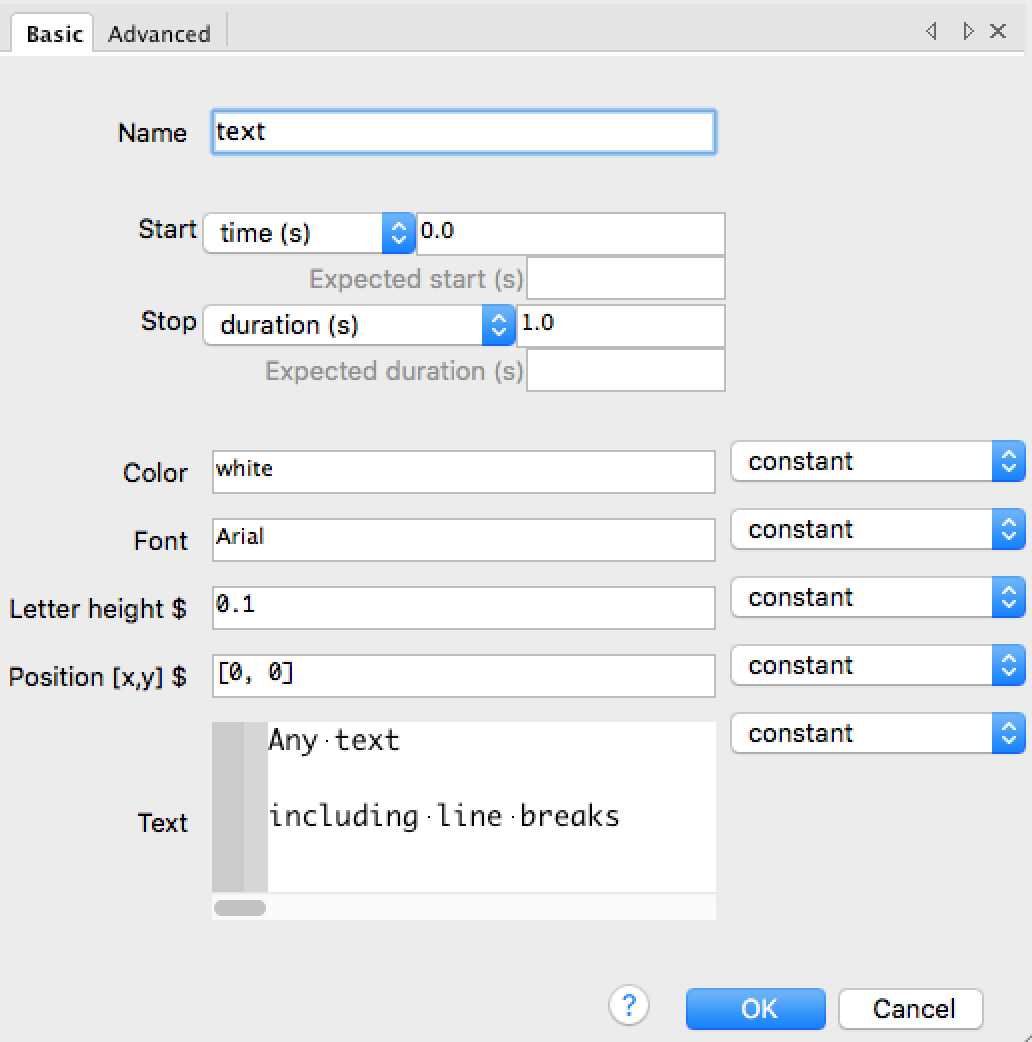 Basic Advanced
Name text
Start time (s) 0.0
Expected start (s)
Stop duration (s) 1.0
Expected duration (s)
Color white constant
Font Arial constant
Letter height $ 0.1 constant
Position [x,y] $ [0, 0] constant
constant
Any·text
including·line·breaks
Text
? OK Cancel